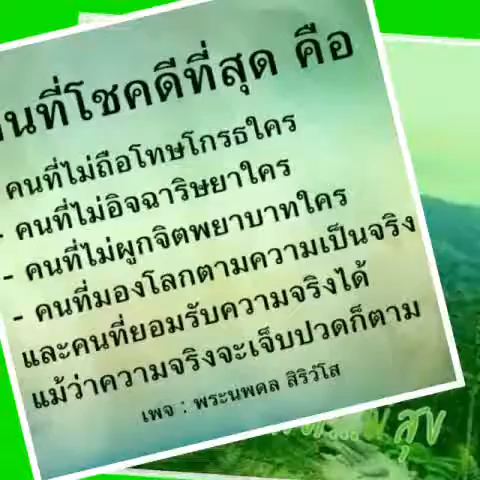 คนที่โชคดีที่สุด คือ
คนที่ไม่ถือโทษโกรธใคร
- คนที่ไม่อิจฉาริษยาใคร
- คนที่ไม่ผูกจิตพยาบาทใคร
- คนที่มองโลกตามความเป็นจริง
และคนที่ยอมรับความจริงได้
แม้ว่าความจริงจะเจ็บปวดก็ตาม
เพจ : พระนพดล สิริวํโส
สุข